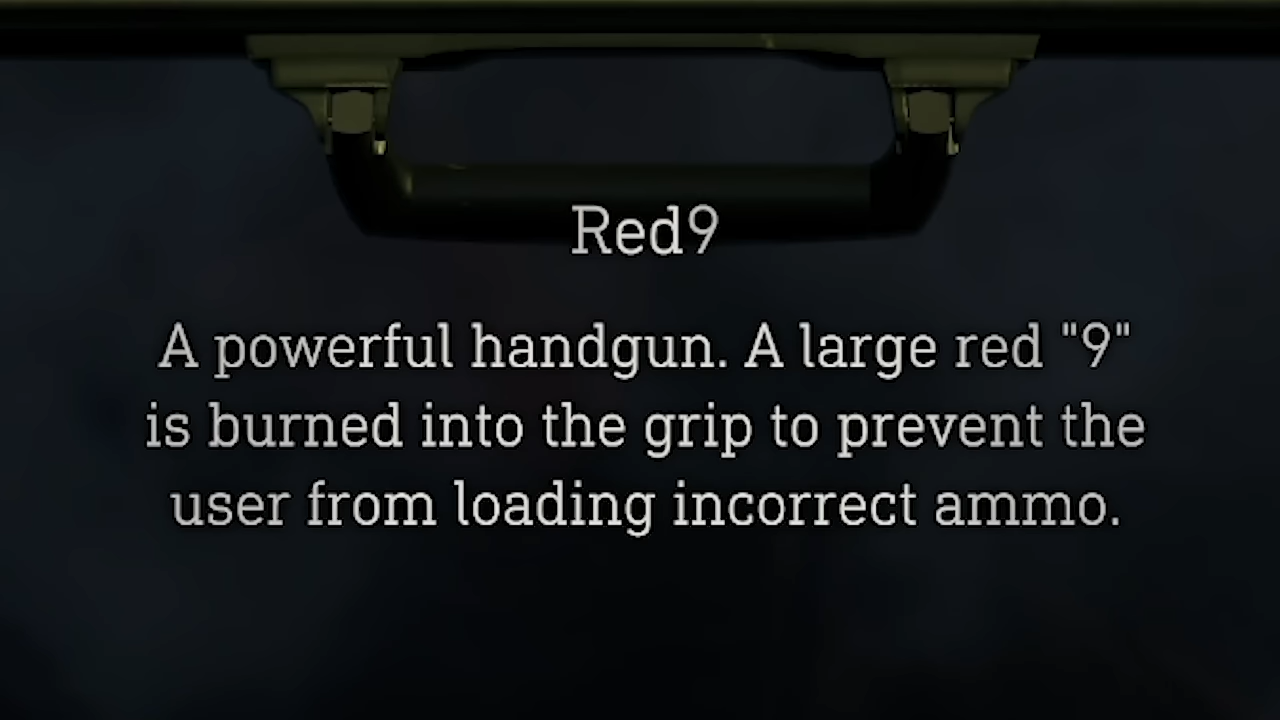 Red9
A powerful handgun. A large red "9"
is burned into the grip to prevent the
user from loading incorrect ammo.